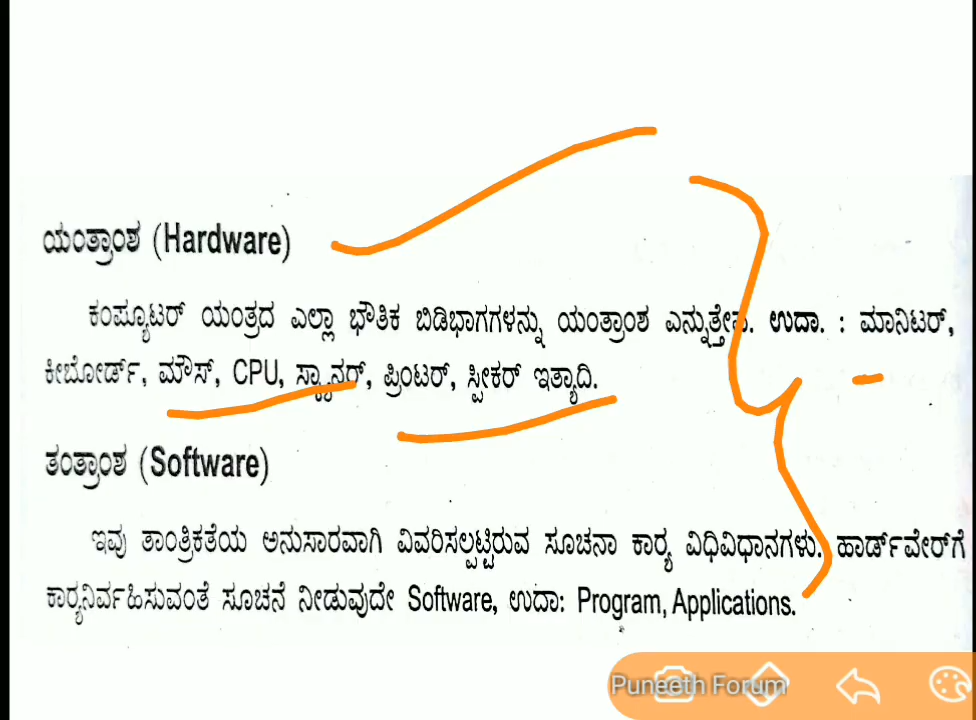 ಯಂತ್ರಾಂಶ (Hardware)
ಕಂಪ್ಯೂಟರ್ ಯಂತ್ರದ ಎಲ್ಲಾ ಭೌತಿಕ ಬಿಡಿಭಾಗಗಳನ್ನು ಯಂತ್ರಾಂಶ ಎನ್ನುತ್ತೇವೆ. ಉದಾ. : ಮಾನಿಟರ್,
ಕೀಬೋರ್ಡ್, ಮೌಸ್, CPU, ಸ್ಕ್ಯಾನರ್, ಪ್ರಿಂಟರ್, ಸ್ಪೀಕರ್ ಇತ್ಯಾದಿ.
ತಂತ್ರಾಂಶ (Software)
ಇವು ತಾಂತ್ರಿಕತೆಯ ಅನುಸಾರವಾಗಿ ವಿವರಿಸಲ್ಪಟ್ಟಿರುವ ಸೂಚನಾ ಕಾರ‍್ಯ ವಿಧಿವಿಧಾನಗಳು. ಹಾರ್ಡ್‌ವೇರ್‌ಗೆ
ಕಾರ‍್ಯನಿರ್ವಹಿಸುವಂತೆ ಸೂಚನೆ ನೀಡುವುದೇ Software, ಉದಾ: Program, Applications.
Puneeth Forum